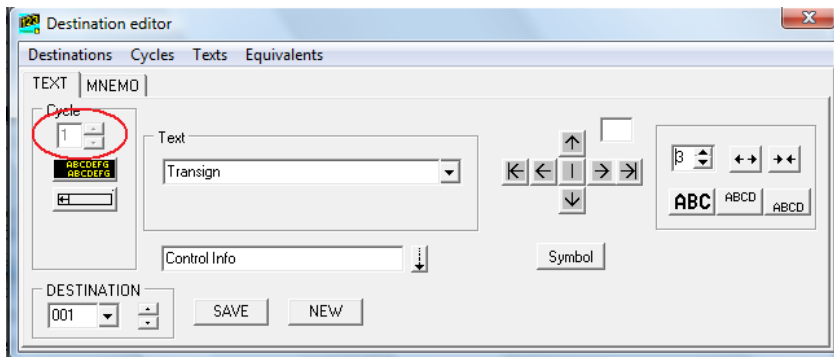 Destination editor
Destinations Cycles Texts Equivalents
TEXT MNEMO
Cycle
1
ABCDEFG
ABCDEFG
Text
Transign
3
ABC ABCD ABCD
Control Info
Symbol
DESTINATION
001
SAVE NEW